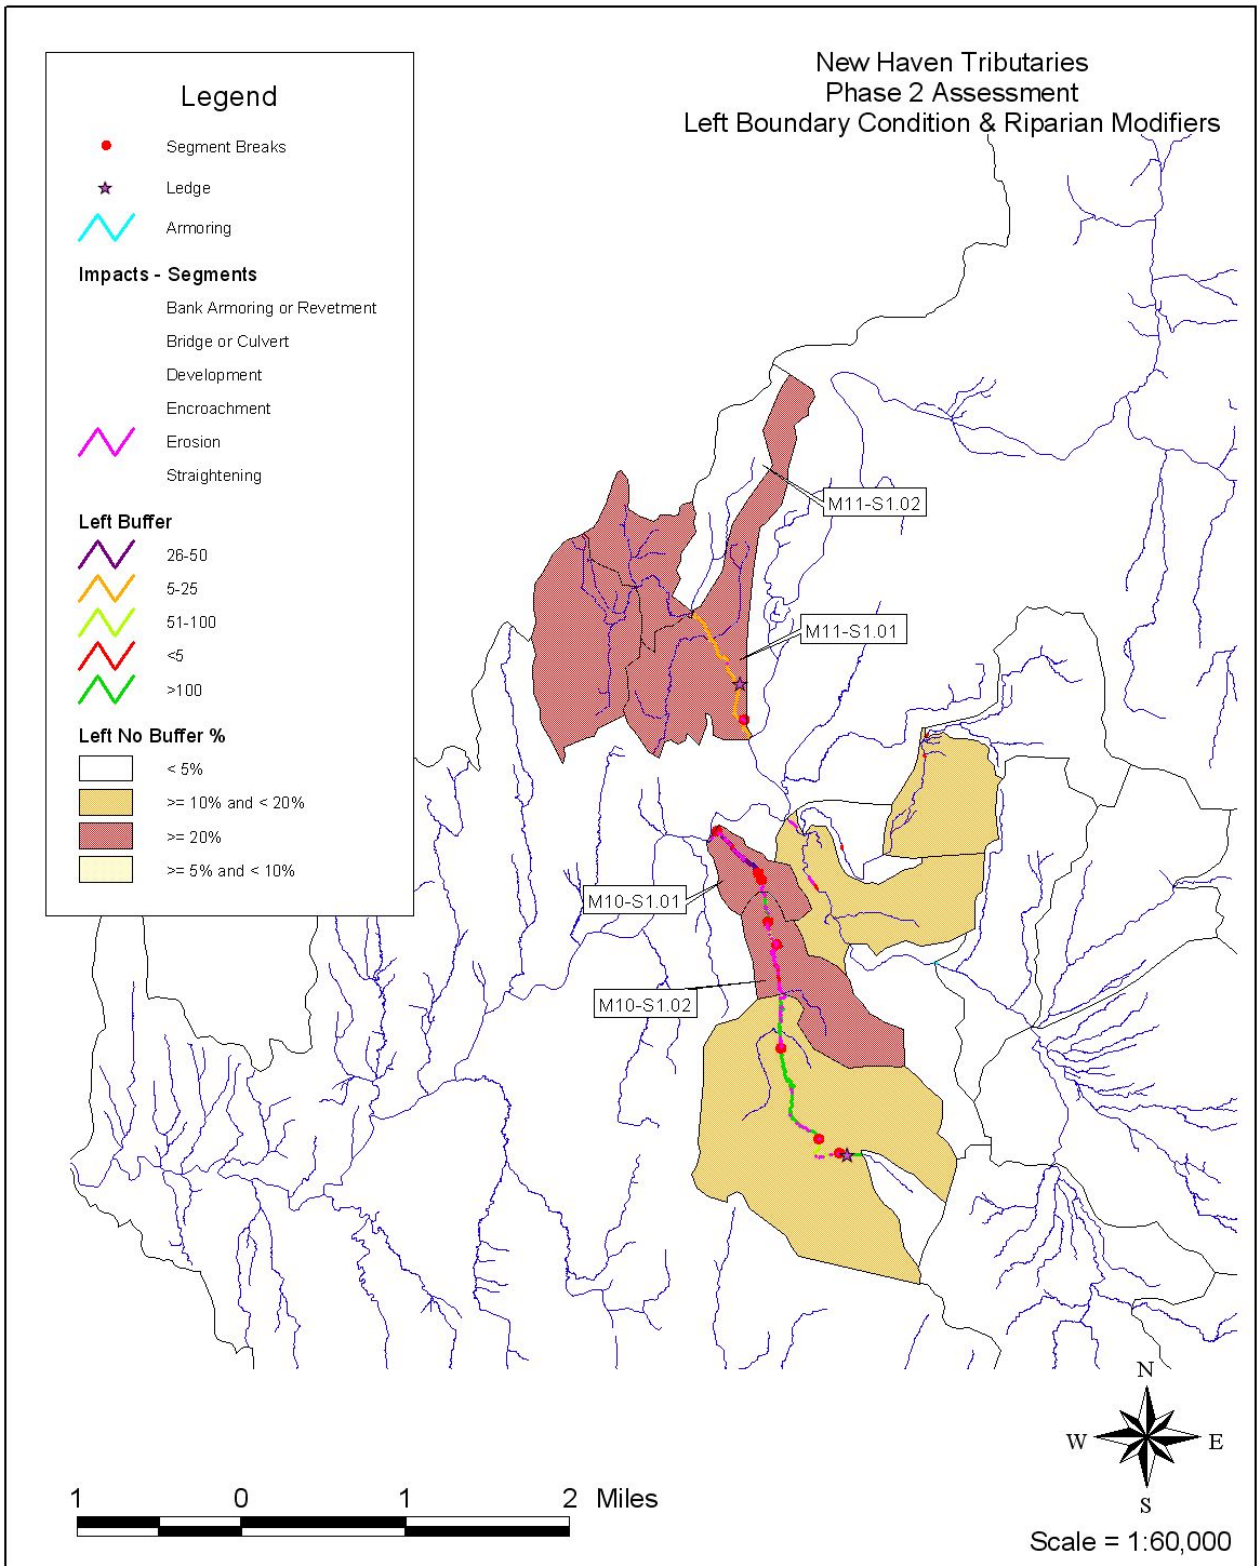 New Haven Tributaries
Phase 2 Assessment
Left Boundary Condition & Riparian Modifiers
Legend
Segment Breaks
Ledge
Armoring
Impacts - Segments
Bank Armoring or Revetment
Bridge or Culvert
Development
Encroachment
Erosion
Straightening
Left Buffer
26-50
5-25
51-100
<5
>100
Left No Buffer %
< 5%
>= 10% and < 20%
>= 20%
>= 5% and < 10%
M11-S1.02
M11-S1.01
M10-S1.01
M10-S1.02
N
W E
S
1 0 1 2 Miles
Scale = 1:60,000